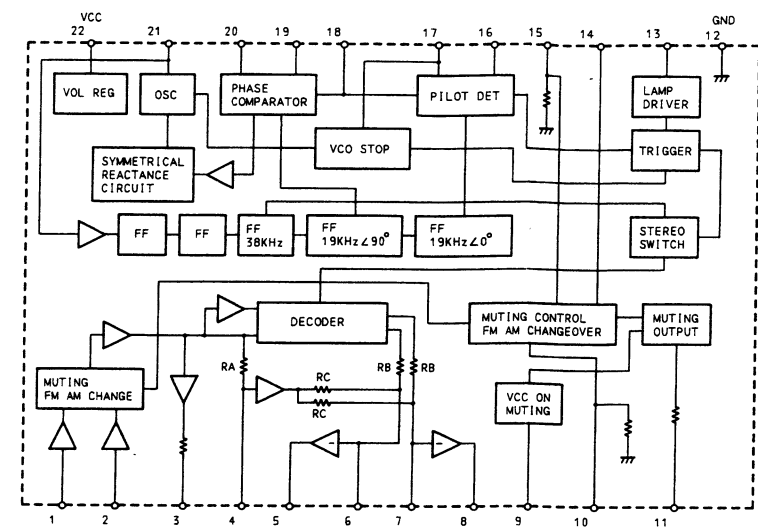 VCC
GND
22
21
20
19
18
17
16
15
14
13
12
VOL REG
OSC
PHASE
COMPARATOR
PILOT DET
LAMP
DRIVER
VCO STOP
TRIGGER
SYMMETRICAL
REACTANCE
CIRCUIT
FF
FF
FF
38KHz
FF
19KHz∠90°
FF
19KHz∠0°
STEREO
SWITCH
DECODER
MUTING CONTROL
FM AM CHANGEOVER
MUTING
OUTPUT
MUTING
FM AM CHANGE
RA
RC
RC
RB
RB
VCC ON
MUTING
-
-
1
2
3
4
5
6
7
8
9
10
11